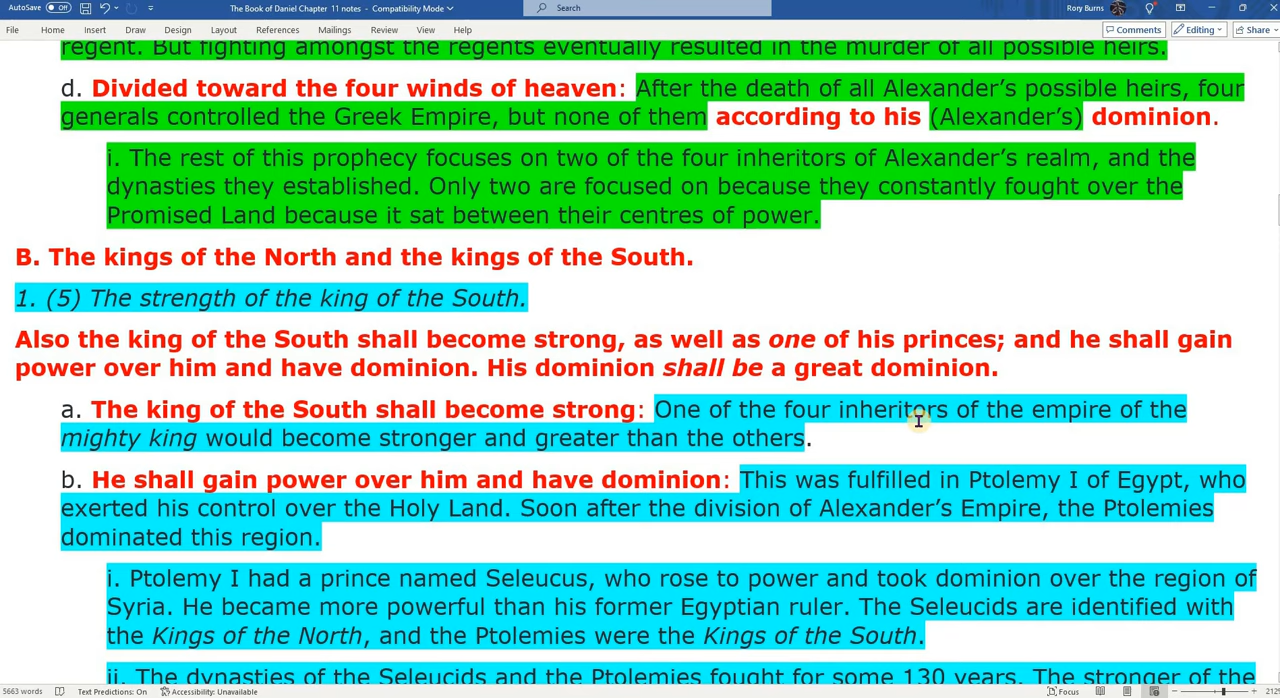 AutoSave Off The Book of Daniel Chapter 11 notes - Compatibility Mode Search Rory Burns
File Home Insert Draw Design Layout References Mailings Review View Help Comments Editing Share
regent. But fighting amongst the regents eventually resulted in the murder of all possible heirs.
d. Divided toward the four winds of heaven: After the death of all Alexander’s possible heirs, four
generals controlled the Greek Empire, but none of them according to his (Alexander’s) dominion.
i. The rest of this prophecy focuses on two of the four inheritors of Alexander’s realm, and the
dynasties they established. Only two are focused on because they constantly fought over the
Promised Land because it sat between their centres of power.
B. The kings of the North and the kings of the South.
1. (5) The strength of the king of the South.
Also the king of the South shall become strong, as well as one of his princes; and he shall gain
power over him and have dominion. His dominion shall be a great dominion.
a. The king of the South shall become strong: One of the four inheritors of the empire of the
mighty king would become stronger and greater than the others.
b. He shall gain power over him and have dominion: This was fulfilled in Ptolemy I of Egypt, who
exerted his control over the Holy Land. Soon after the division of Alexander’s Empire, the Ptolemies
dominated this region.
i. Ptolemy I had a prince named Seleucus, who rose to power and took dominion over the region of
Syria. He became more powerful than his former Egyptian ruler. The Seleucids are identified with
the Kings of the North, and the Ptolemies were the Kings of the South.
ii. The dynasties of the Seleucids and the Ptolemies fought for some 130 years. The stronger of the
5663 words Text Predictions: On Accessibility: Unavailable Focus